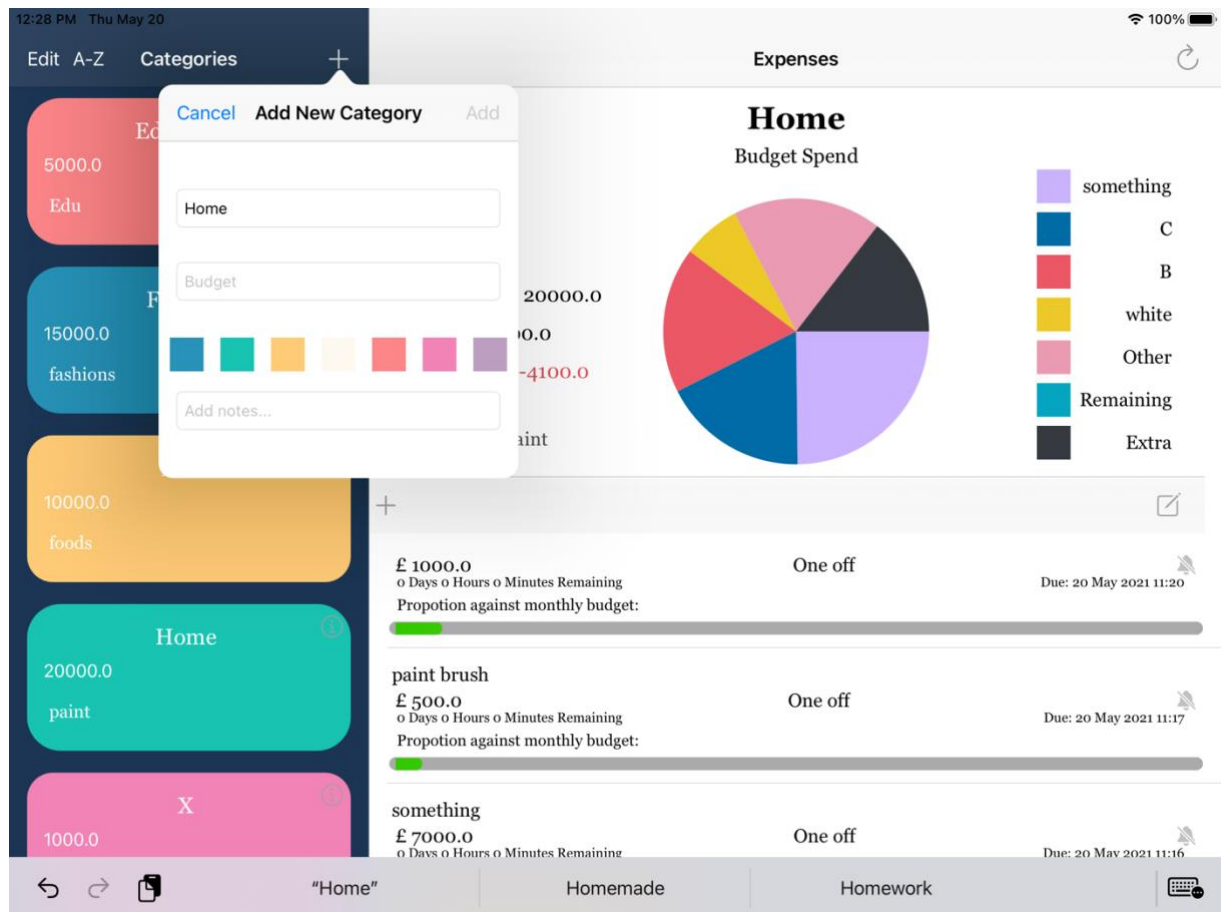 12:28 PM Thu May 20
100%
Edit A-Z Categories
Expenses
Cancel Add New Category Add
Home
Budget
Add notes...
5000.0
Edu
15000.0
fashions
10000.0
foods
Home
20000.0
paint
X
1000.0
Home
Budget Spend
20000.0
-4100.0
something
C
B
white
Other
Remaining
Extra
£ 1000.0 One off
0 Days 0 Hours 0 Minutes Remaining Due: 20 May 2021 11:20
Propotion against monthly budget:
paint brush
£ 500.0 One off
0 Days 0 Hours 0 Minutes Remaining Due: 20 May 2021 11:17
Propotion against monthly budget:
something
£ 7000.0 One off
0 Days 0 Hours 0 Minutes Remaining Due: 20 May 2021 11:16
“Home” Homemade Homework